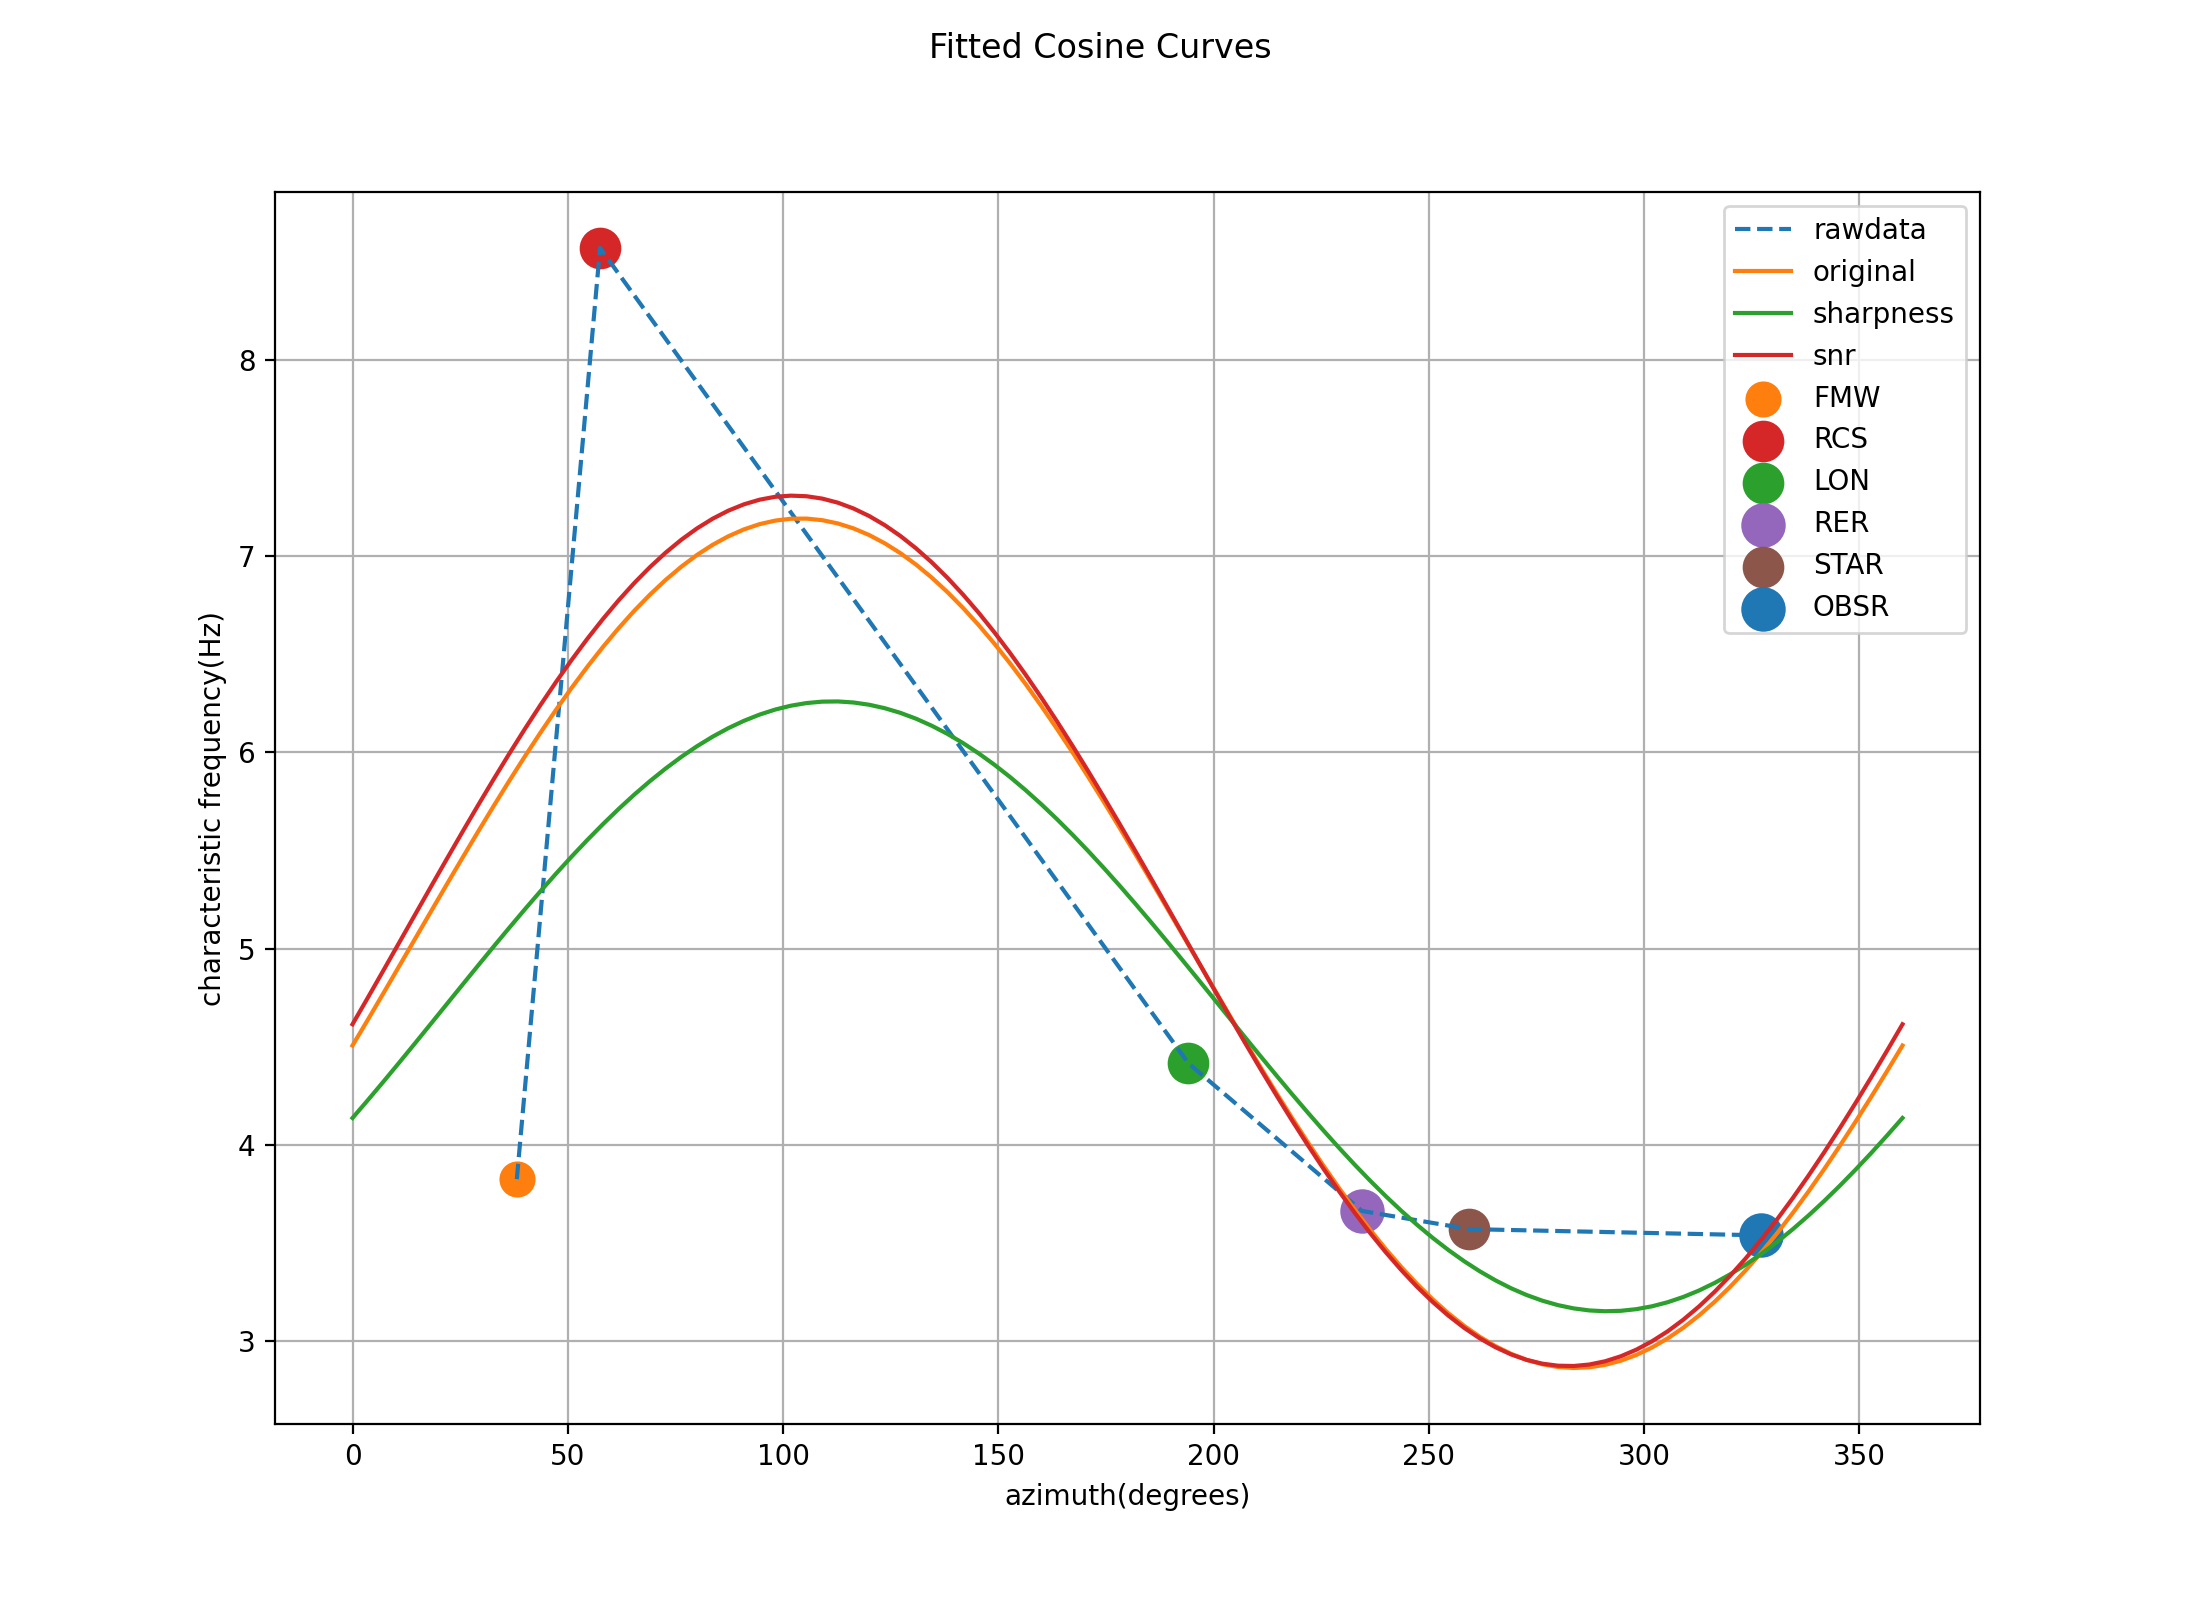 Fitted Cosine Curves
rawdata
original
sharpness
snr
FMW
RCS
LON
RER
STAR
OBSR
characteristic frequency(Hz)
8
7
6
5
4
3
0 50 100 150 200 250 300 350
azimuth(degrees)